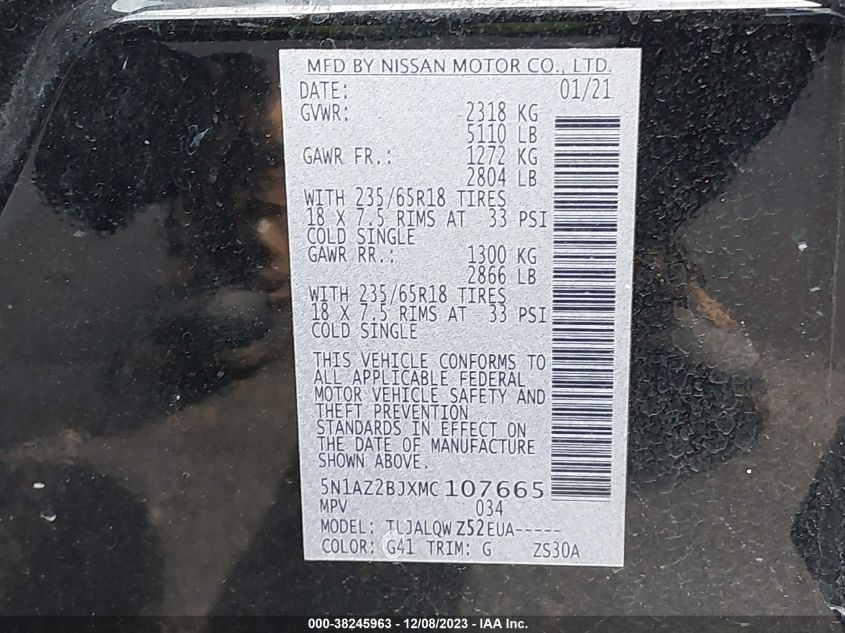 MFD BY NISSAN MOTOR CO., LTD.
DATE: 01/21
GVWR: 2318 KG
5110 LB
GAWR FR.: 1272 KG
2804 LB
WITH 235/65R18 TIRES
18 X 7.5 RIMS AT 33 PSI
COLD SINGLE
GAWR RR.: 1300 KG
2866 LB
WITH 235/65R18 TIRES
18 X 7.5 RIMS AT 33 PSI
COLD SINGLE
THIS VEHICLE CONFORMS TO
ALL APPLICABLE FEDERAL
MOTOR VEHICLE SAFETY AND
THEFT PREVENTION
STANDARDS IN EFFECT ON
THE DATE OF MANUFACTURE
SHOWN ABOVE.
5N1AZ2BJXMC107665
MPV 034
MODEL: TLJALQWZ52EUA-----
COLOR: G41 TRIM: G ZS30A
000-38245963 - 12/08/2023 - IAA Inc.